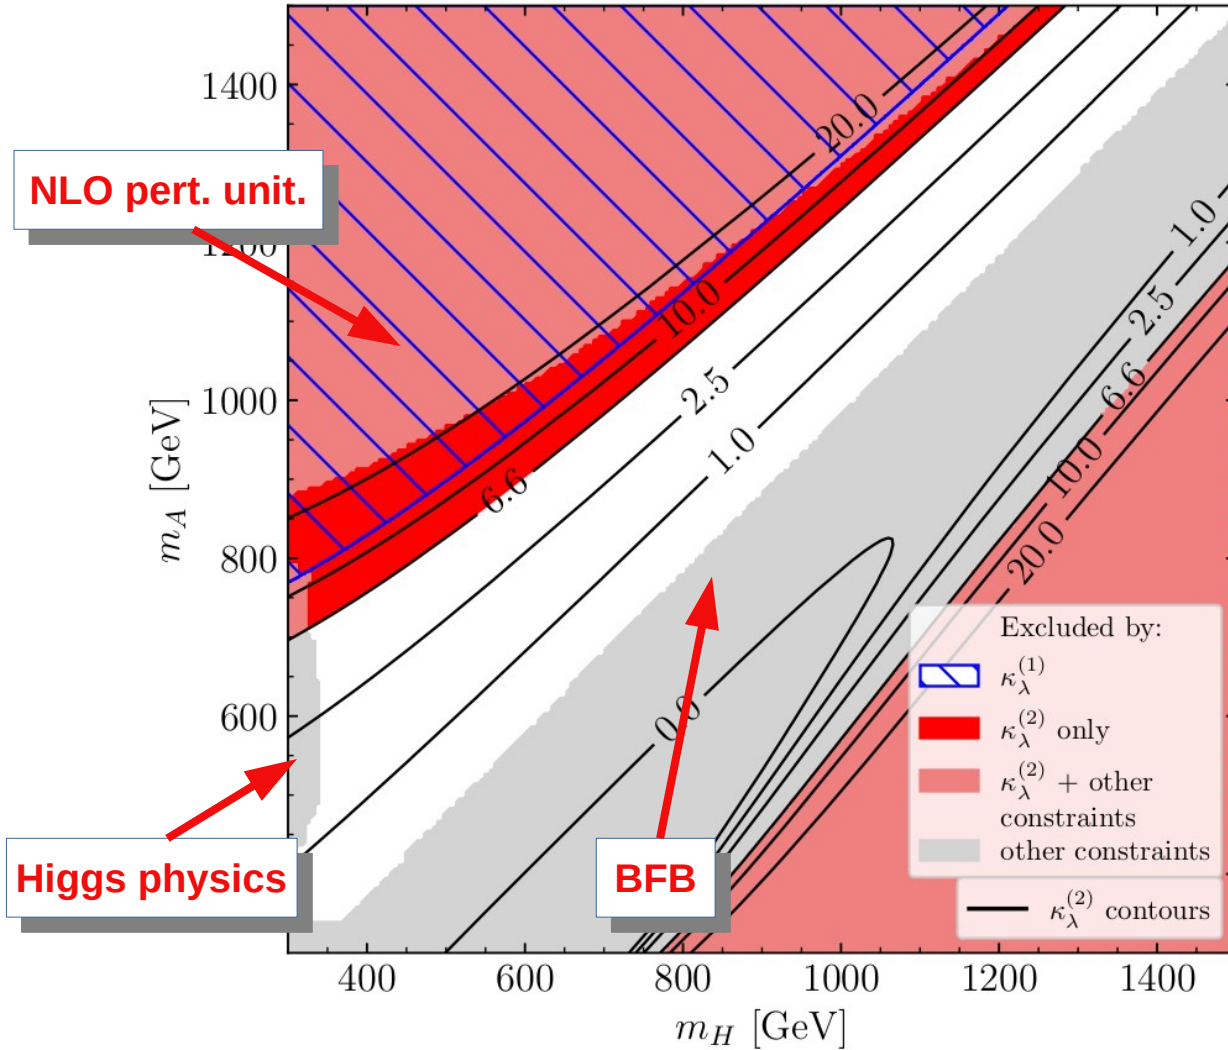 1400
20.0
NLO pert. unit.
1200
1.0
10.0
2.5
2.5
1000
6.6
m_A [GeV]
1.0
6.6
10.0
800
20.0
Excluded by:
κ_λ^(1)
600
0.0
κ_λ^(2) only
κ_λ^(2) + other
constraints
other constraints
Higgs physics
BFB
κ_λ^(2) contours
400 600 800 1000 1200 1400
m_H [GeV]